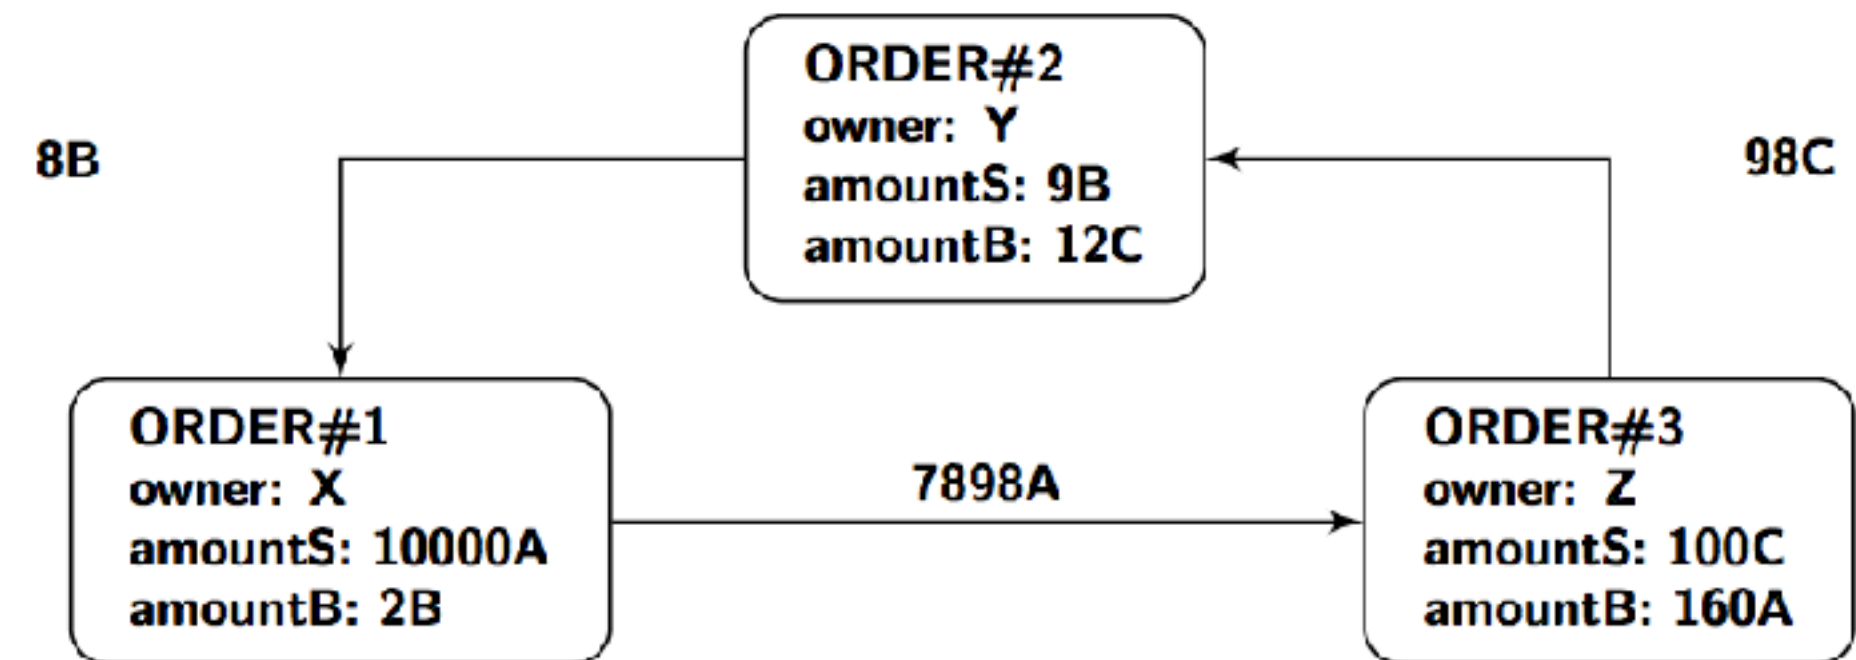 ORDER#2
owner: Y
amountS: 9B
amountB: 12C
8B
98C
ORDER#1
owner: X
amountS: 10000A
amountB: 2B
7898A
ORDER#3
owner: Z
amountS: 100C
amountB: 160A